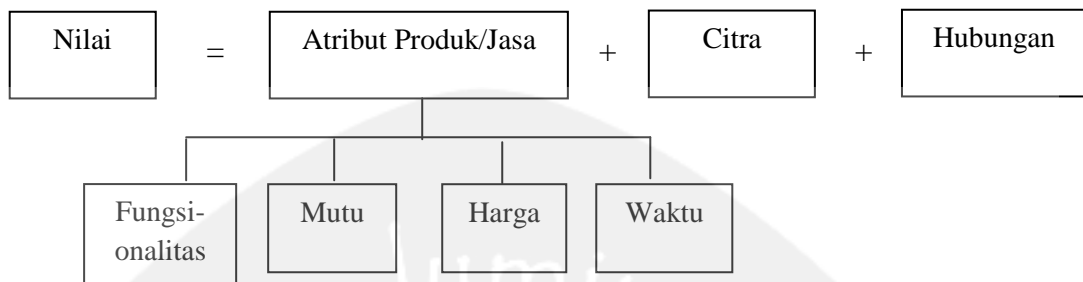 Nilai = Atribut Produk/Jasa + Citra + Hubungan
Fungsi-
onalitas
Mutu
Harga
Waktu